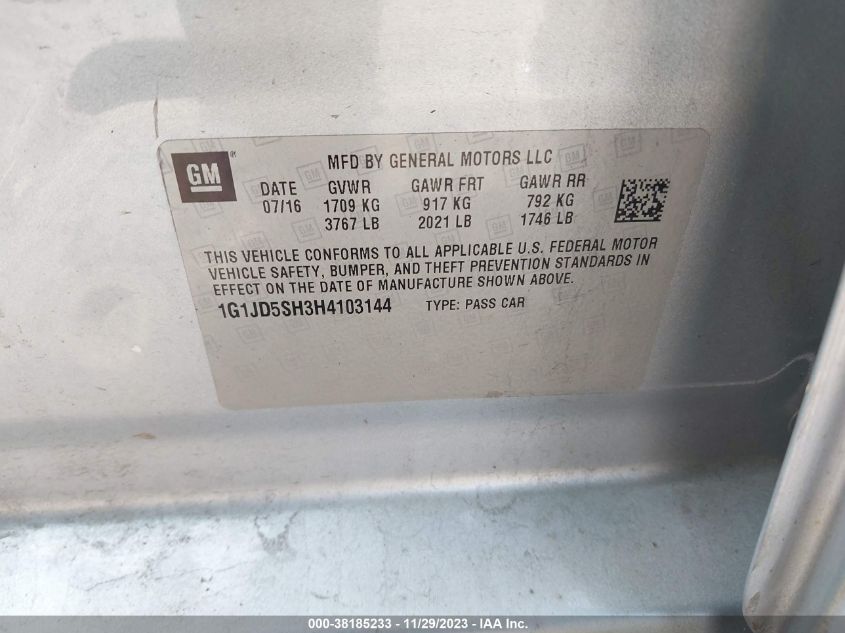 GM
MFD BY GENERAL MOTORS LLC
DATE GVWR GAWR FRT GAWR RR
07/16 1709 KG 917 KG 792 KG
3767 LB 2021 LB 1746 LB
THIS VEHICLE CONFORMS TO ALL APPLICABLE U.S. FEDERAL MOTOR
VEHICLE SAFETY, BUMPER, AND THEFT PREVENTION STANDARDS IN
EFFECT ON THE DATE OF MANUFACTURE SHOWN ABOVE.
1G1JD5SH3H4103144 TYPE: PASS CAR
000-38185233 - 11/29/2023 - IAA Inc.